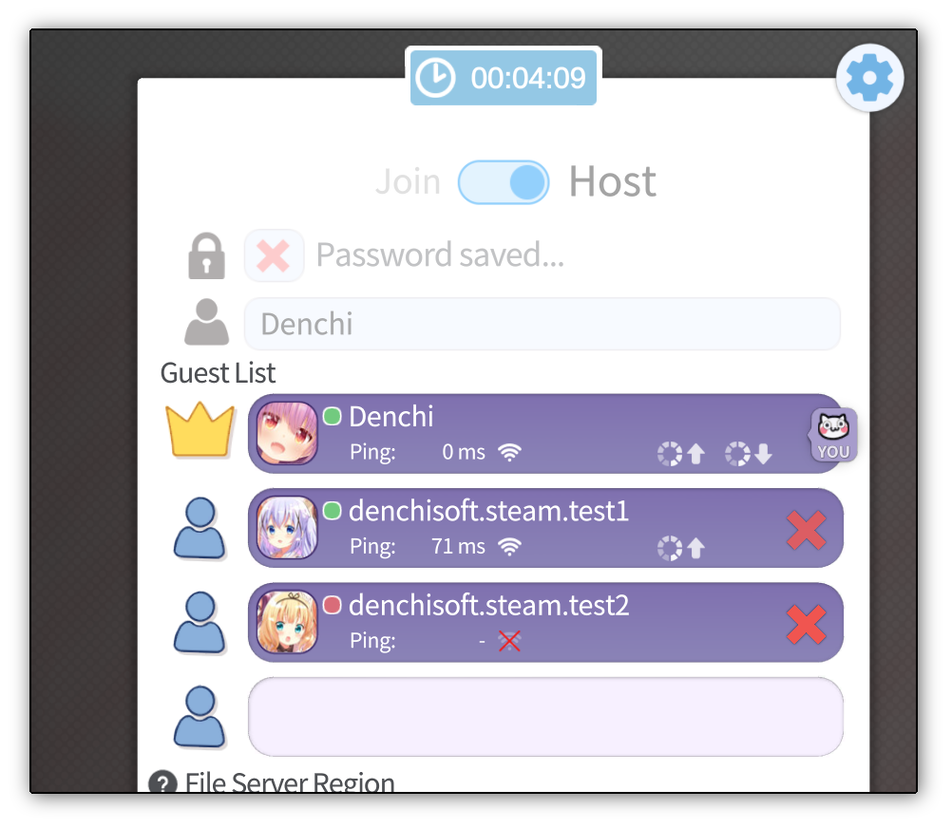 00:04:09
Join Host
Password saved...
Denchi
Guest List
Denchi
Ping: 0 ms
YOU
denchisoft.steam.test1
Ping: 71 ms
denchisoft.steam.test2
Ping: -
? File Server Region